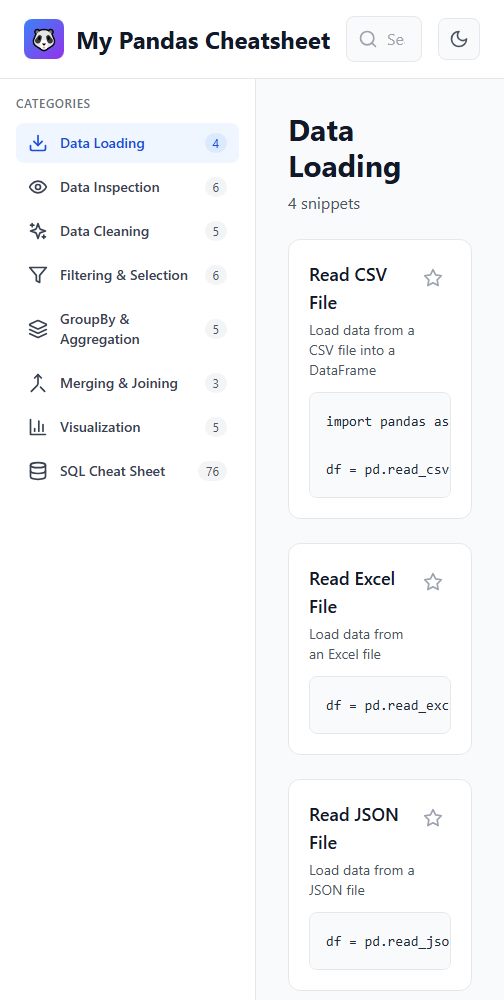 My Pandas Cheatsheet
Se
CATEGORIES
Data Loading 4
Data Inspection 6
Data Cleaning 5
Filtering & Selection 6
GroupBy &
Aggregation 5
Merging & Joining 3
Visualization 5
SQL Cheat Sheet 76
Data
Loading
4 snippets
Read CSV
File
Load data from a
CSV file into a
DataFrame
import pandas as
df = pd.read_csv
Read Excel
File
Load data from
an Excel file
df = pd.read_exc
Read JSON
File
Load data from a
JSON file
df = pd.read_jso